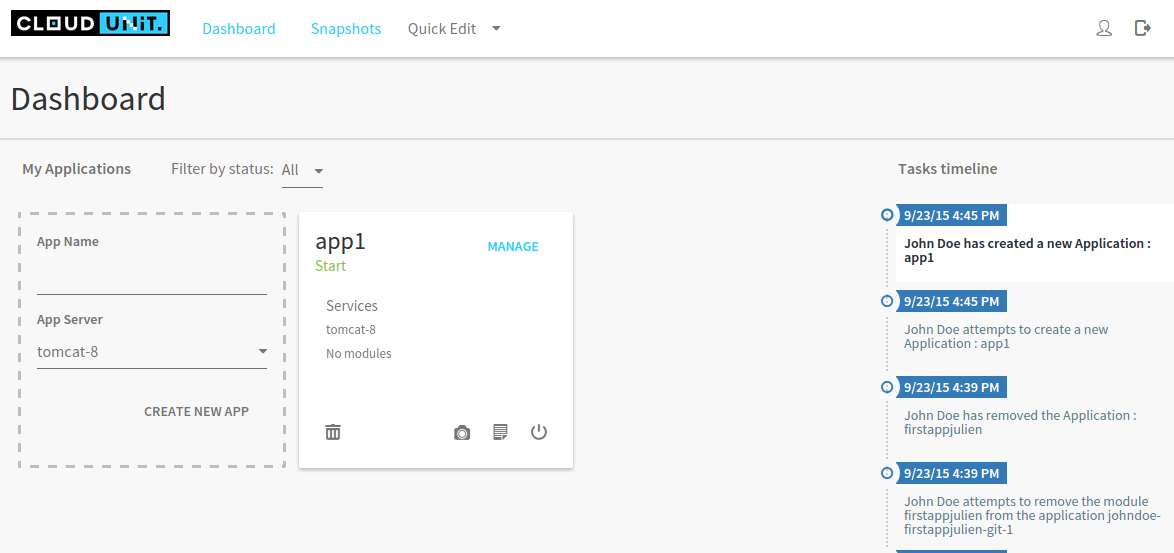 CLOUD UNIT.
Dashboard
Snapshots
Quick Edit
Dashboard
My Applications
Filter by status:
All
App Name
App Server
tomcat-8
CREATE NEW APP
app1
MANAGE
Start
Services
tomcat-8
No modules
Tasks timeline
9/23/15 4:45 PM
John Doe has created a new Application :
app1
9/23/15 4:45 PM
John Doe attempts to create a new
Application : app1
9/23/15 4:39 PM
John Doe has removed the Application :
firstappjulien
9/23/15 4:39 PM
John Doe attempts to remove the module
firstappjulien from the application johndoe-
firstappjulien-git-1